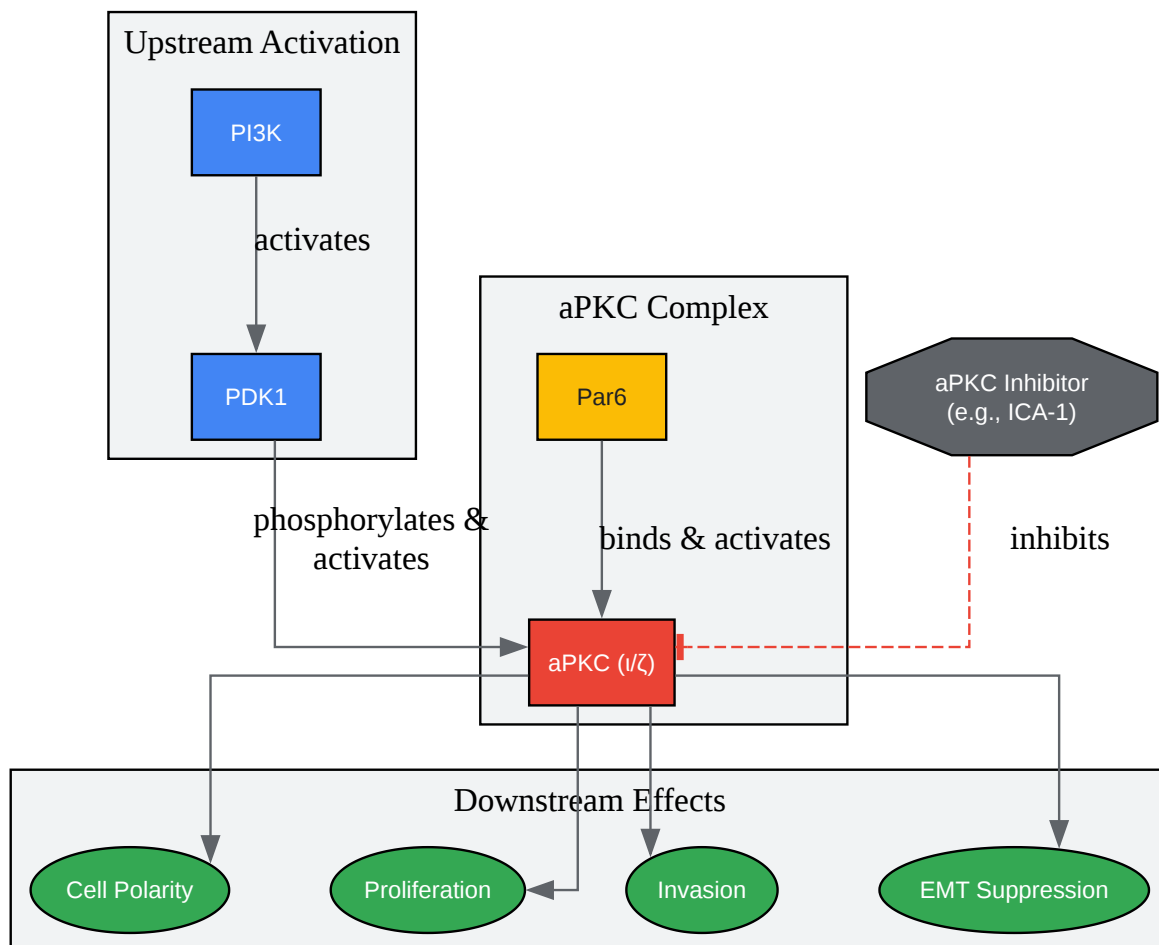 Upstream Activation
PI3K
activates
PDK1
aPKC Complex
Par6
aPKC Inhibitor
(e.g., ICA-1)
phosphorylates &
activates
binds & activates
inhibits
aPKC (ι/ζ)
Downstream Effects
Cell Polarity
Proliferation
Invasion
EMT Suppression